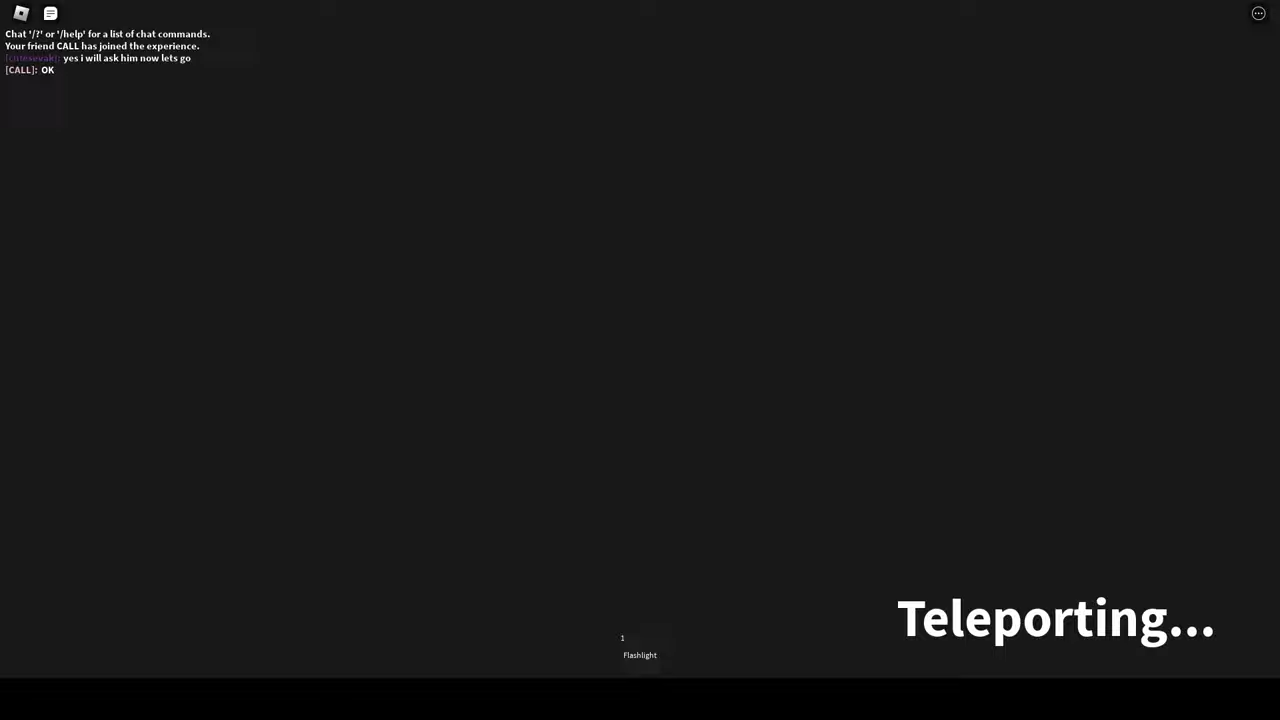 Chat '/?' or '/help' for a list of chat commands.
Your friend CALL has joined the experience.
yes i will ask him now lets go
[CALL]: OK
Teleporting...
1
Flashlight